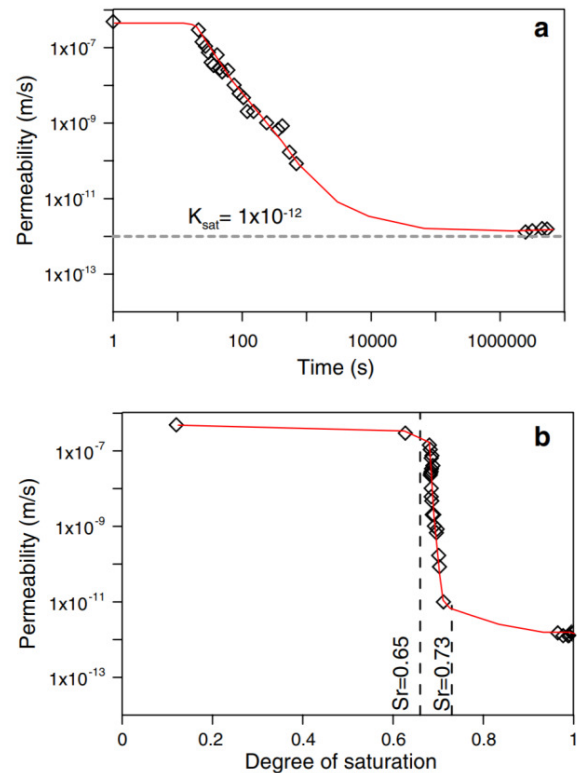 a
Permeability (m/s)
1x10-7
1x10-9
1x10-11
1x10-13
Ksat= 1x10-12
1
100
10000
1000000
Time (s)
b
Permeability (m/s)
1x10-7
1x10-9
1x10-11
1x10-13
Sr=0.65
Sr=0.73
0
0.2
0.4
0.6
0.8
1
Degree of saturation